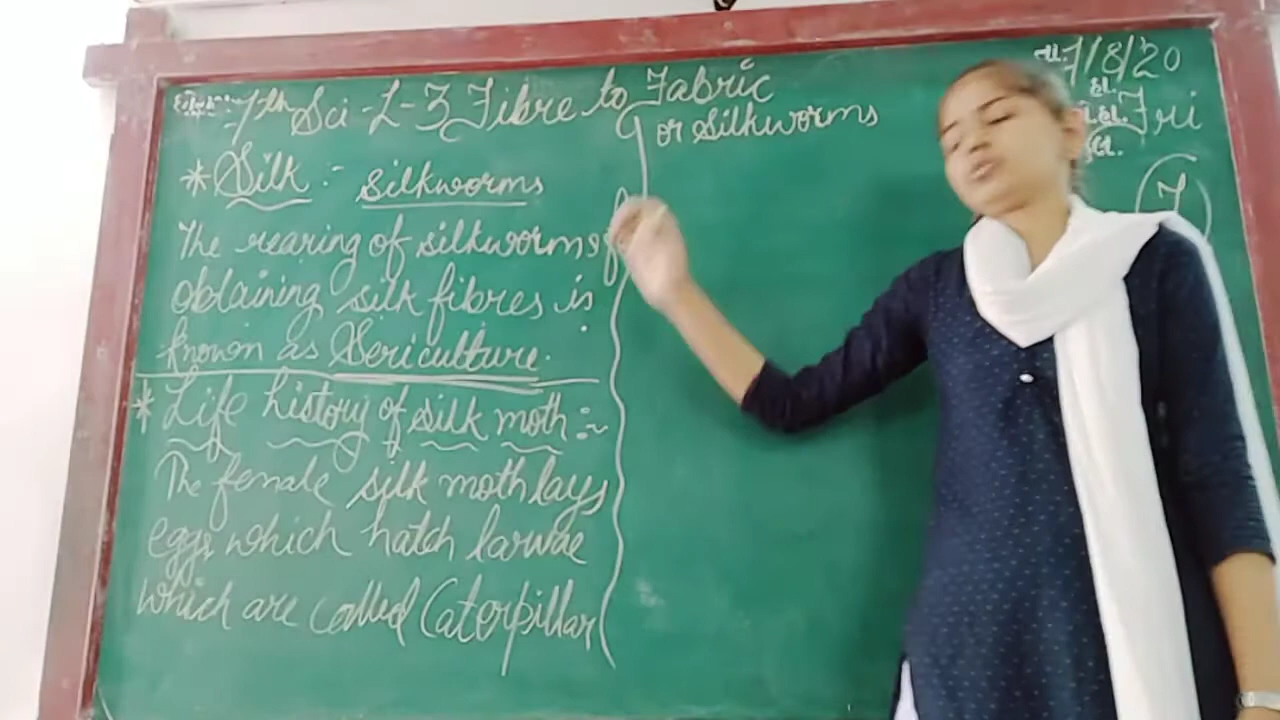 વિષય:- 7th Sci-L-3 Fibre to Fabric
* Silk :- silkworms
The rearing of silkworms f
obtaining silk fibres is
known as Sericulture.
* Life history of silk moth :~
The female silk moth lays
eggs which hatch larvae
which are called Caterpillar
or silkworms
તા. 7/8/20
Fri
7